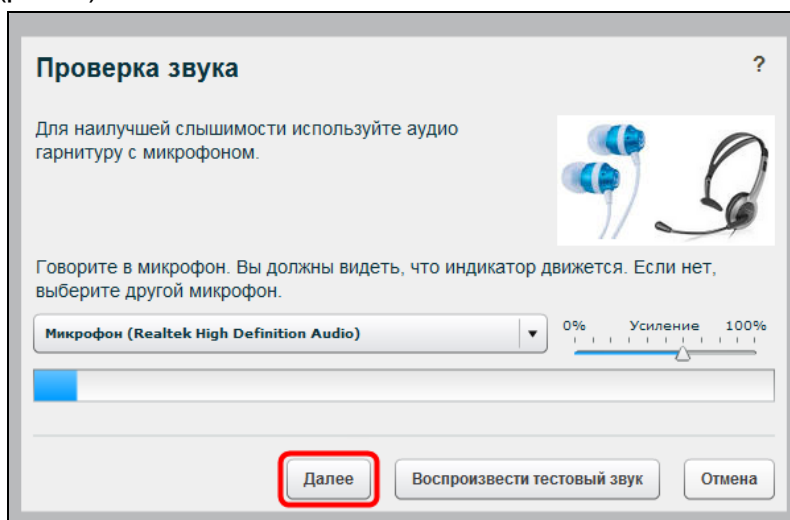 Проверка звука ?
Для наилучшей слышимости используйте аудио
гарнитуру с микрофоном.
Говорите в микрофон. Вы должны видеть, что индикатор движется. Если нет,
выберите другой микрофон.
Микрофон (Realtek High Definition Audio)
0% Усиление 100%
Далее Воспроизвести тестовый звук Отмена